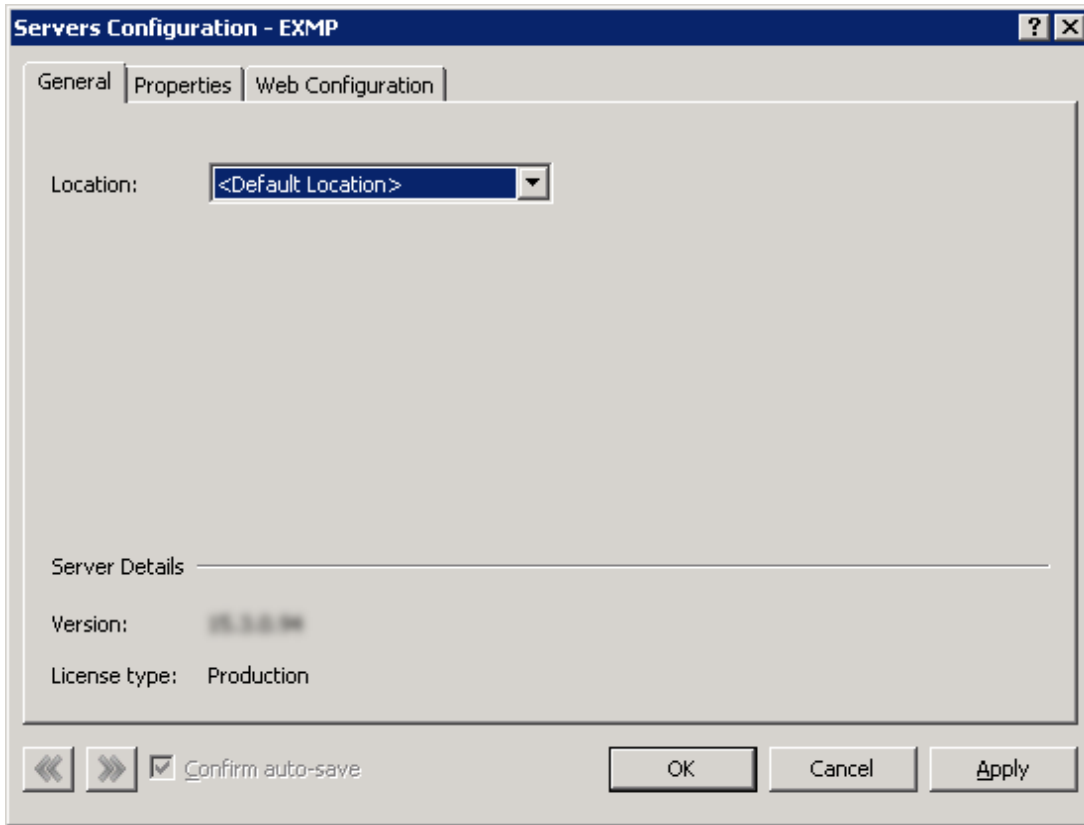 Servers Configuration - EXMP
General Properties Web Configuration
Location: <Default Location>
Server Details
Version:
License type: Production
Confirm auto-save OK Cancel Apply